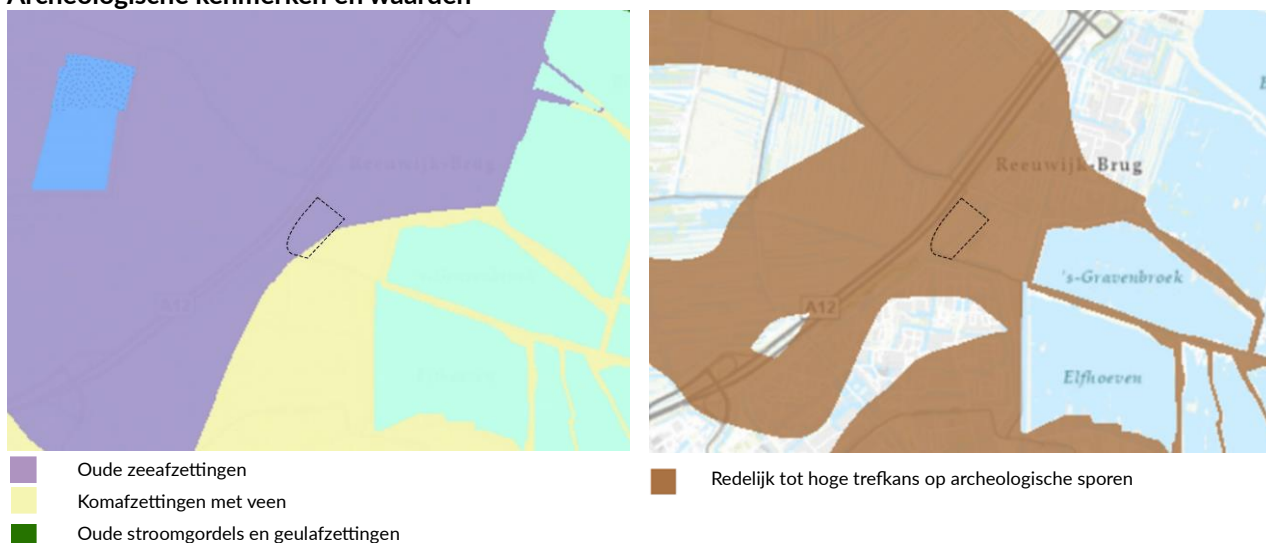 Archeologische kenmerken en waarden
Reeuwijk-Brug
A12
Reeuwijk-Brug
's-Gravenbroek
A12
Elfhoeven
Oude zeeafzettingen
Komafzettingen met veen
Oude stroomgordels en geulafzettingen
Redelijk tot hoge trefkans op archeologische sporen